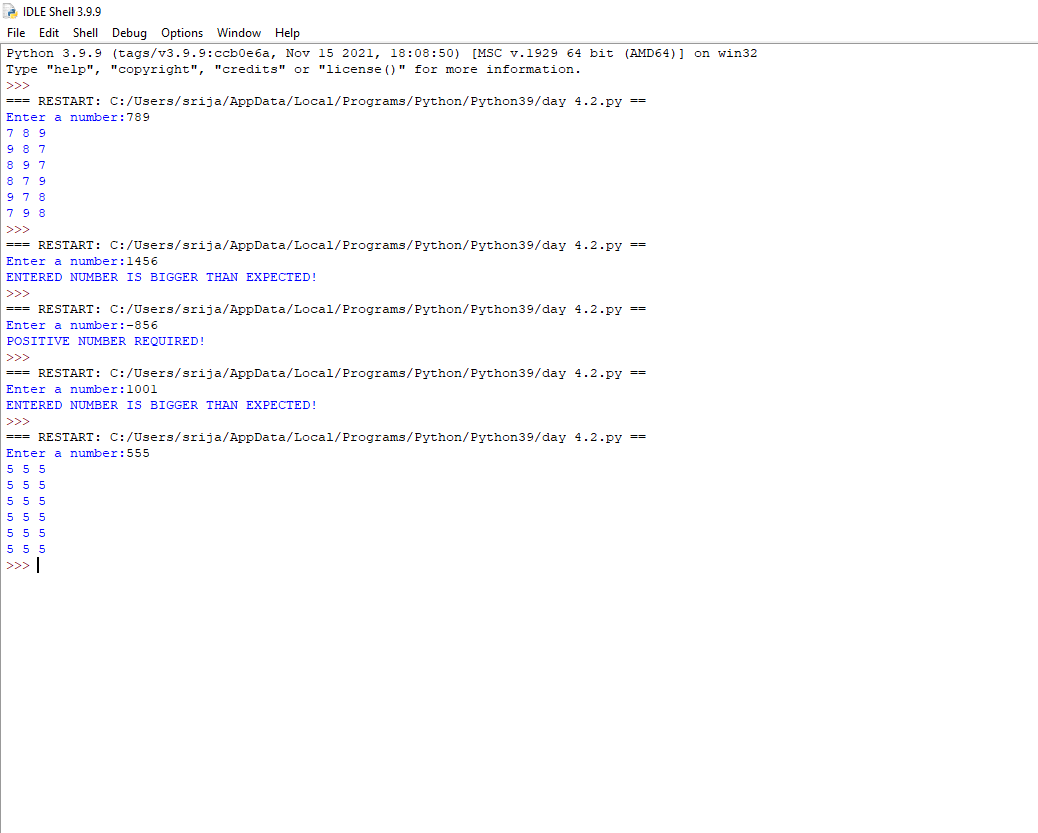 IDLE Shell 3.9.9
File Edit Shell Debug Options Window Help
Python 3.9.9 (tags/v3.9.9:ccb0e6a, Nov 15 2021, 18:08:50) [MSC v.1929 64 bit (AMD64)] on win32
Type "help", "copyright", "credits" or "license()" for more information.
>>>
=== RESTART: C:/Users/srija/AppData/Local/Programs/Python/Python39/day 4.2.py ==
Enter a number:789
7 8 9
9 8 7
8 9 7
8 7 9
9 7 8
7 9 8
>>>
=== RESTART: C:/Users/srija/AppData/Local/Programs/Python/Python39/day 4.2.py ==
Enter a number:1456
ENTERED NUMBER IS BIGGER THAN EXPECTED!
>>>
=== RESTART: C:/Users/srija/AppData/Local/Programs/Python/Python39/day 4.2.py ==
Enter a number:-856
POSITIVE NUMBER REQUIRED!
>>>
=== RESTART: C:/Users/srija/AppData/Local/Programs/Python/Python39/day 4.2.py ==
Enter a number:1001
ENTERED NUMBER IS BIGGER THAN EXPECTED!
>>>
=== RESTART: C:/Users/srija/AppData/Local/Programs/Python/Python39/day 4.2.py ==
Enter a number:555
5 5 5
5 5 5
5 5 5
5 5 5
5 5 5
5 5 5
>>>